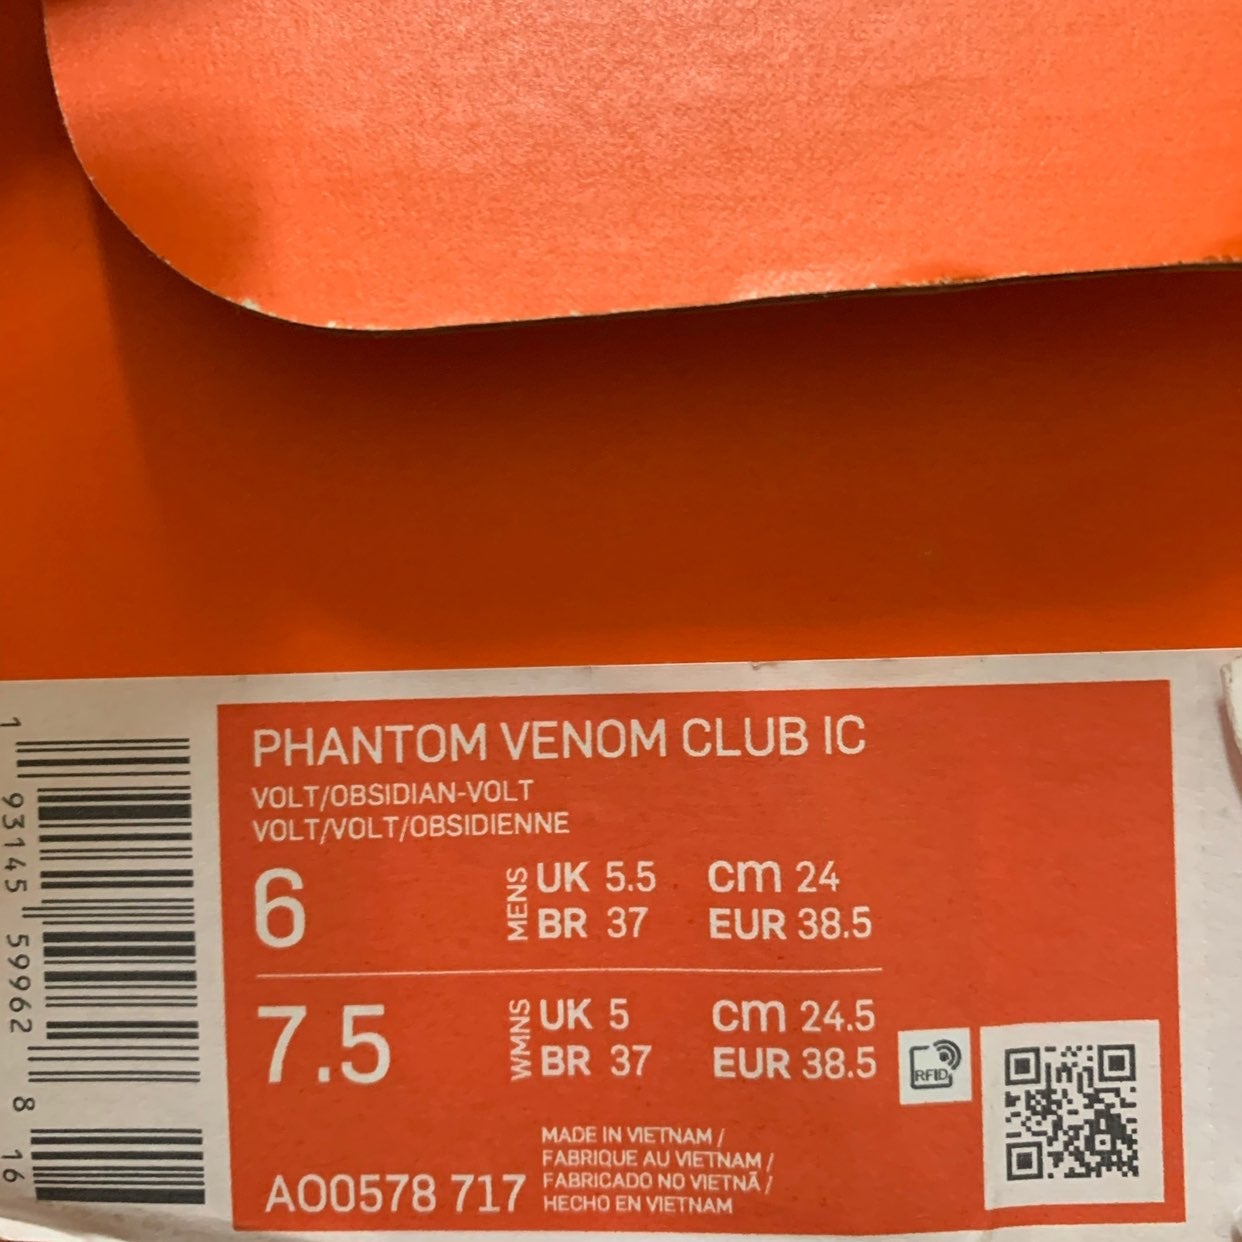 PHANTOM VENOM CLUB IC
VOLT/OBSIDIAN-VOLT
VOLT/VOLT/OBSIDIENNE
6 MENS UK 5.5 CM 24
BR 37 EUR 38.5
7.5 WMNS UK 5 CM 24.5
BR 37 EUR 38.5
RFID
AO0578 717
MADE IN VIETNAM /
FABRIQUE AU VIETNAM /
FABRICADO NO VIETNÃ /
HECHO EN VIETNAM
1 93145 59962 8 16